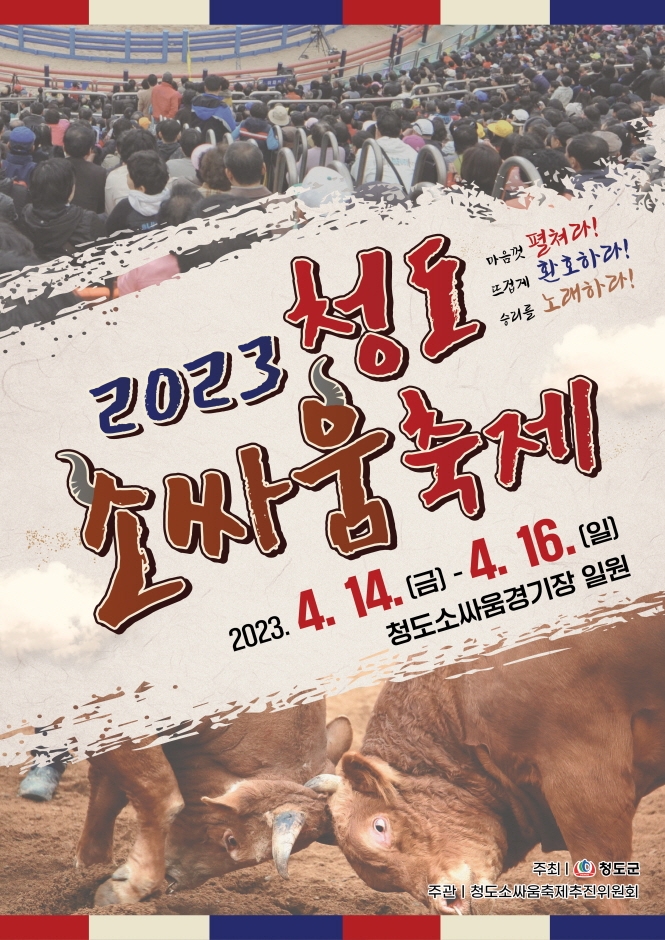 마음껏 펼쳐라!
뜨겁게 환호하라!
승리를 노래하라!
2023 청도
소싸움 축제
2023. 4. 14. (금) - 4. 16. (일)
청도소싸움경기장 일원
주최 | 청도군
주관 | 청도소싸움축제추진위원회